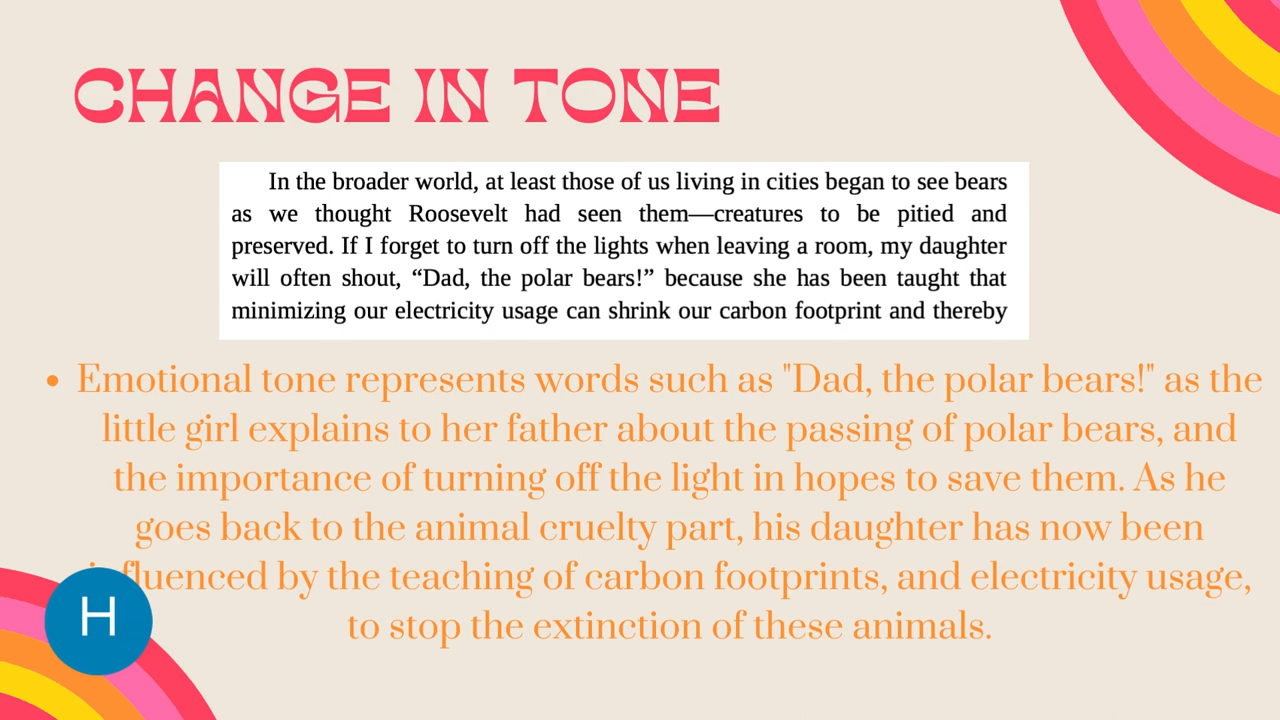 CHANGE IN TONE
In the broader world, at least those of us living in cities began to see bears
as we thought Roosevelt had seen them—creatures to be pitied and
preserved. If I forget to turn off the lights when leaving a room, my daughter
will often shout, “Dad, the polar bears!” because she has been taught that
minimizing our electricity usage can shrink our carbon footprint and thereby
• Emotional tone represents words such as "Dad, the polar bears!" as the
little girl explains to her father about the passing of polar bears, and
the importance of turning off the light in hopes to save them. As he
goes back to the animal cruelty part, his daughter has now been
influenced by the teaching of carbon footprints, and electricity usage,
to stop the extinction of these animals.
H